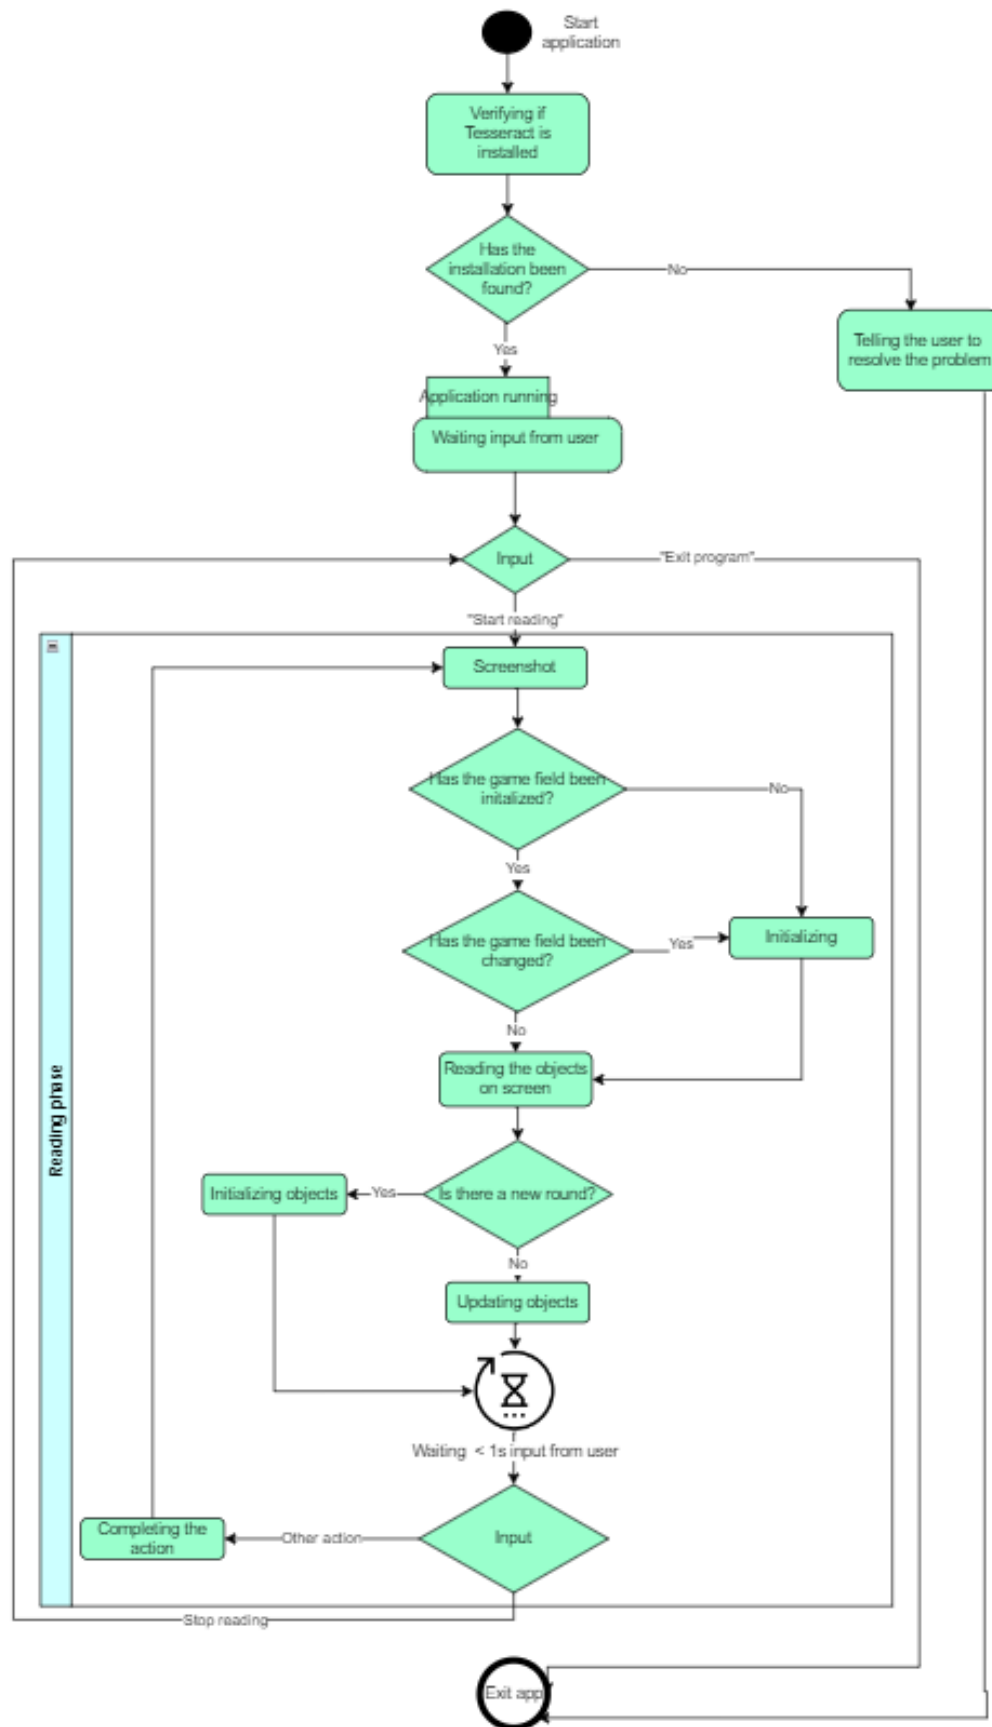 Start
application
Verifying if
Tesseract is
installed
Has the
installation been
found?
No
Telling the user to
resolve the problem
Yes
Application running
Waiting input from user
Input
"Exit program"
"Start reading"
Screenshot
Has the game field been
initalized?
No
Yes
Has the game field been
changed?
Yes
Initializing
No
Reading the objects
on screen
Reading phase
Is there a new round?
Yes
Initializing objects
No
Updating objects
Waiting < 1s input from user
Input
Other action
Completing the
action
Stop reading
Exit app